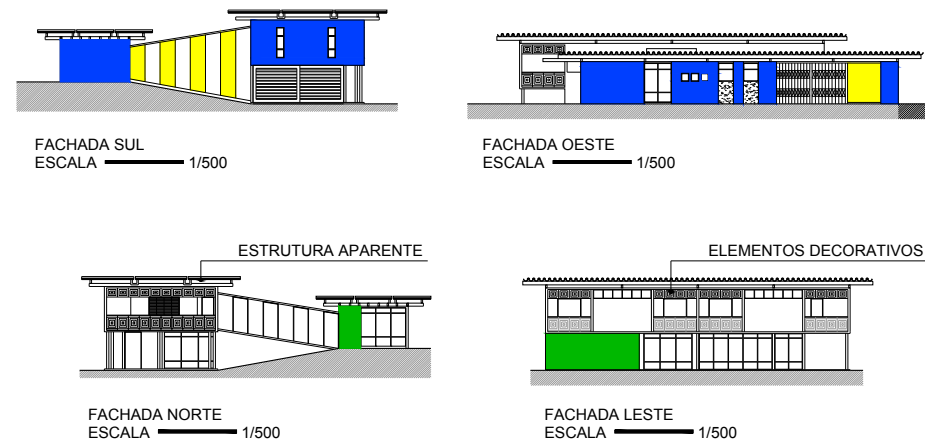 FACHADA SUL
ESCALA 1/500
FACHADA OESTE
ESCALA 1/500
ESTRUTURA APARENTE
ELEMENTOS DECORATIVOS
FACHADA NORTE
ESCALA 1/500
FACHADA LESTE
ESCALA 1/500